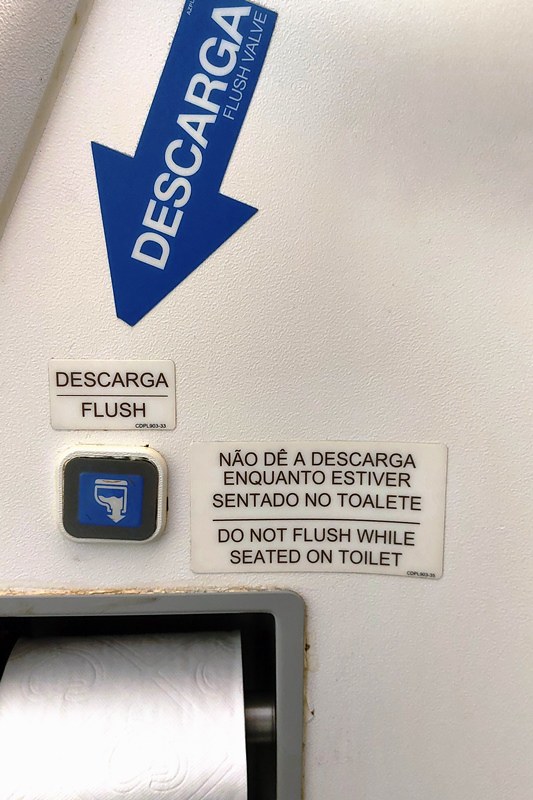 DESCARGA
FLUSH VALVE
DESCARGA
FLUSH
CDPL903-33
NÃO DÊ A DESCARGA
ENQUANTO ESTIVER
SENTADO NO TOALETE
DO NOT FLUSH WHILE
SEATED ON TOILET
CDPL903-35